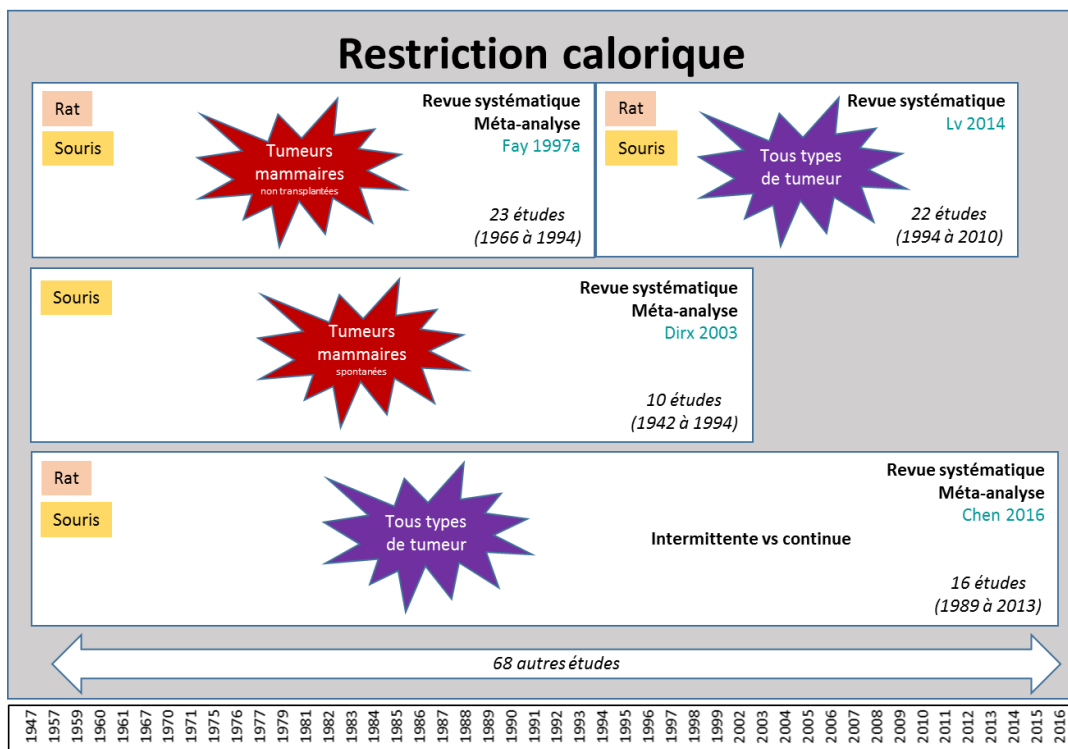 Restriction calorique
Rat
Souris
Tumeurs
mammaires
non transplantées
Revue systématique
Méta-analyse
Fay 1997a
23 études
(1966 à 1994)
Rat
Souris
Tous types
de tumeur
Revue systématique
Lv 2014
22 études
(1994 à 2010)
Souris
Tumeurs
mammaires
spontanées
Revue systématique
Méta-analyse
Dirx 2003
10 études
(1942 à 1994)
Rat
Souris
Tous types
de tumeur
Revue systématique
Méta-analyse
Chen 2016
Intermittente vs continue
16 études
(1989 à 2013)
68 autres études
1947
1957
1959
1960
1961
1967
1970
1971
1975
1976
1977
1979
1981
1982
1983
1984
1985
1986
1987
1988
1989
1990
1991
1992
1993
1994
1995
1996
1997
1998
1999
2002
2003
2004
2005
2006
2007
2008
2009
2010
2011
2012
2013
2014
2015
2016